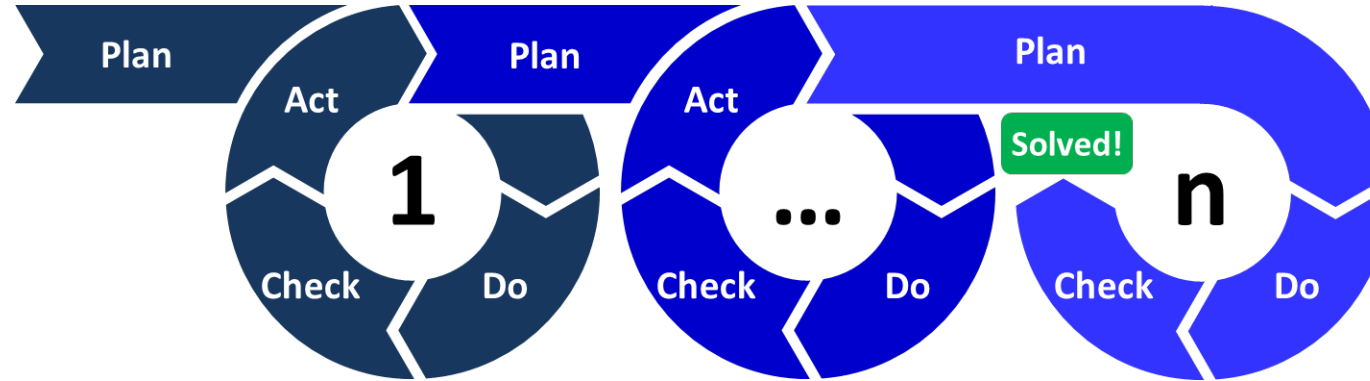 Plan
Plan
Plan
Act
Act
Solved!
1
...
n
Check
Do
Check
Do
Check
Do